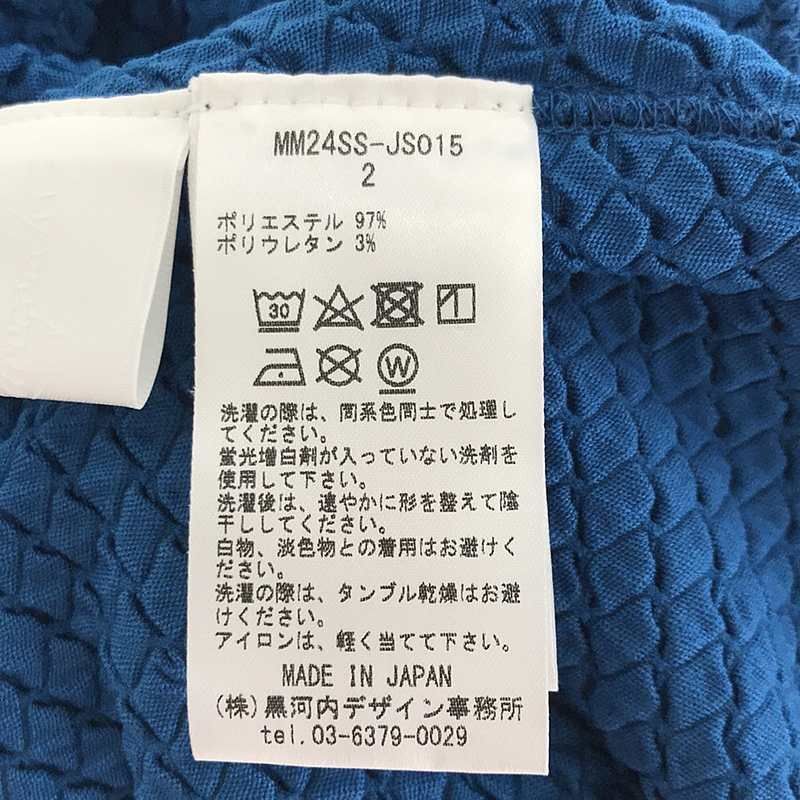 MM24SS-JS015
2
ポリエステル 97%
ポリウレタン 3%
30
W
洗濯の際は、同系色同士で処理し
てください。
蛍光増白剤が入っていない洗剤を
使用して下さい。
洗濯後は、速やかに形を整えて陰
干ししてください。
白物、淡色物との着用はお避けく
ださい。
洗濯の際は、タンブル乾燥はお避
けください。
アイロンは、軽く当てて下さい。
MADE IN JAPAN
(株)黒河内デザイン事務所
tel.03-6379-0029